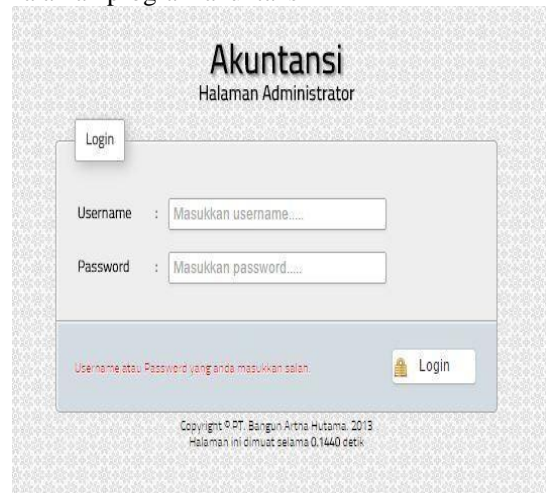 Akuntansi
Halaman Administrator
Login
Username : Masukkan username.....
Password : Masukkan password.....
Username atau Password yang anda masukkan salah.
Login
Copyright © PT. Bangun Artha Hutama, 2013
Halaman ini dimuat selama 0.1440 detik